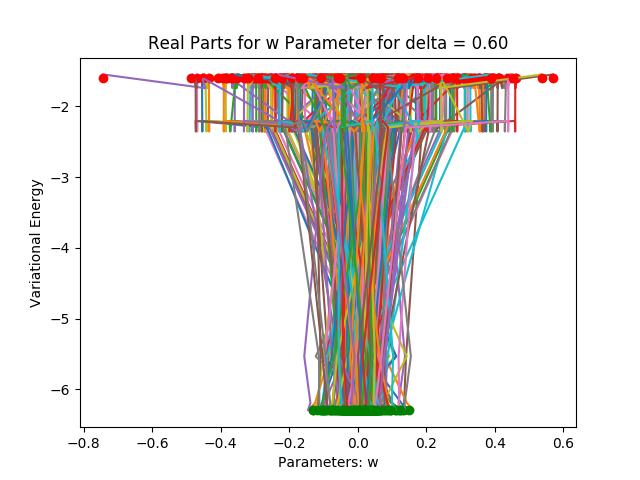 Real Parts for w Parameter for delta = 0.60
Variational Energy
−2
−3
−4
−5
−6
−0.8 −0.6 −0.4 −0.2 0.0 0.2 0.4 0.6
Parameters: w